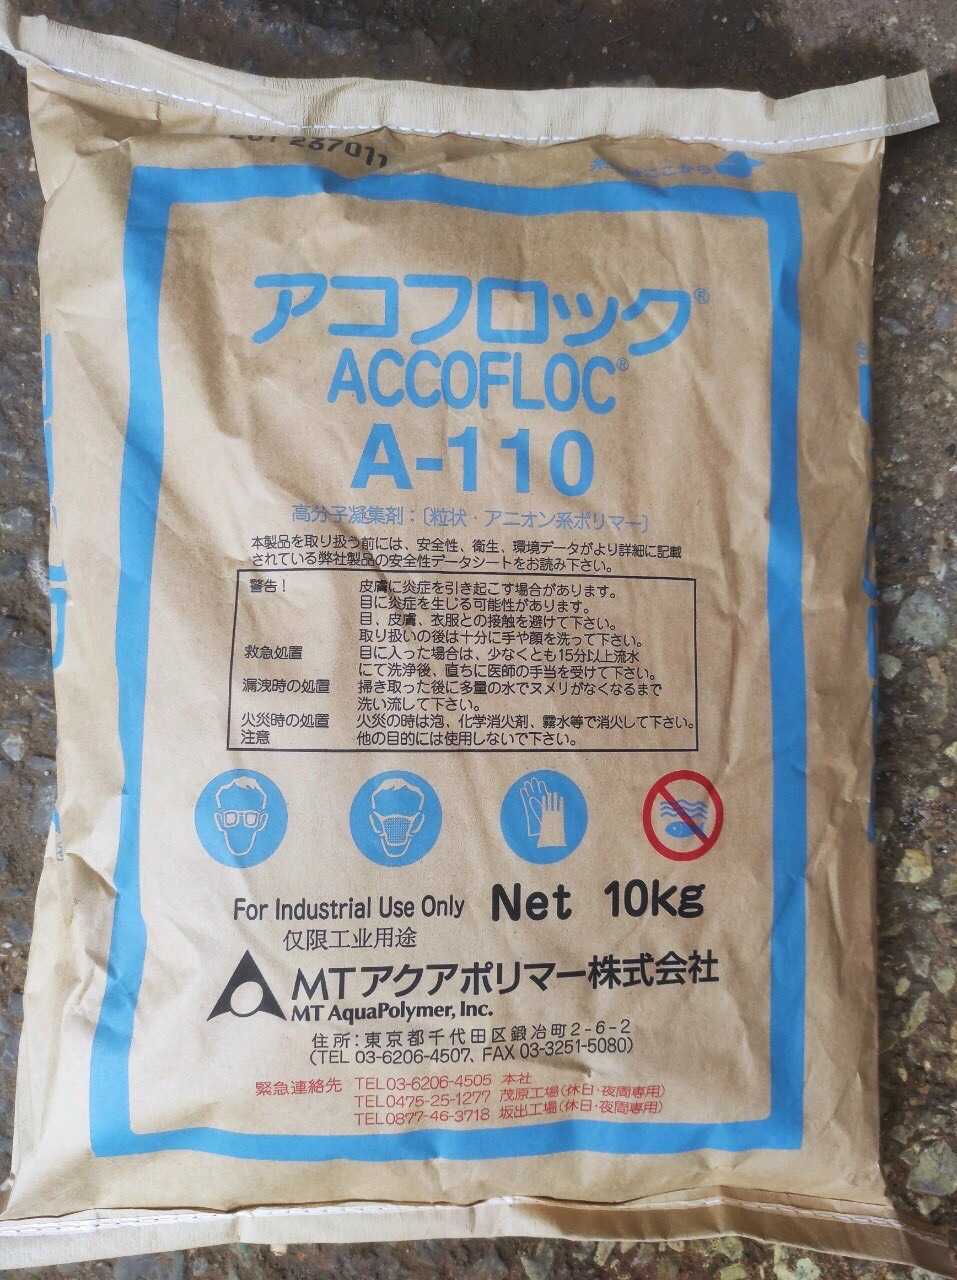 237011
ここから
アコフロック®
ACCOFLOC®
A-110
高分子凝集剤：〔粒状・アニオン系ポリマー〕
本製品を取り扱う前には、安全性、衛生、環境データがより詳細に記載
されている弊社製品の安全性データシートをお読み下さい。
警告！ 皮膚に炎症を引き起こす場合があります。
目に炎症を生じる可能性があります。
目、皮膚、衣服との接触を避けて下さい。
取り扱いの後は十分に手や顔を洗って下さい。
救急処置 目に入った場合は、少なくとも15分以上流水
にて洗浄後、直ちに医師の手当を受けて下さい。
漏洩時の処置 掃き取った後に多量の水でヌメリがなくなるまで
洗い流して下さい。
火災時の処置 火災の時は泡、化学消火剤、霧水等で消火して下さい。
注意 他の目的には使用しないで下さい。
For Industrial Use Only Net 10kg
仅限工业用途
MTアクアポリマー株式会社
MT AquaPolymer, Inc.
住所：東京都千代田区鍛冶町2-6-2
(TEL 03-6206-4507、FAX 03-3251-5080)
緊急連絡先 TEL03-6206-4505 本社
TEL0475-25-1277 茂原工場(休日・夜間専用)
TEL0877-46-3718 坂出工場(休日・夜間専用)